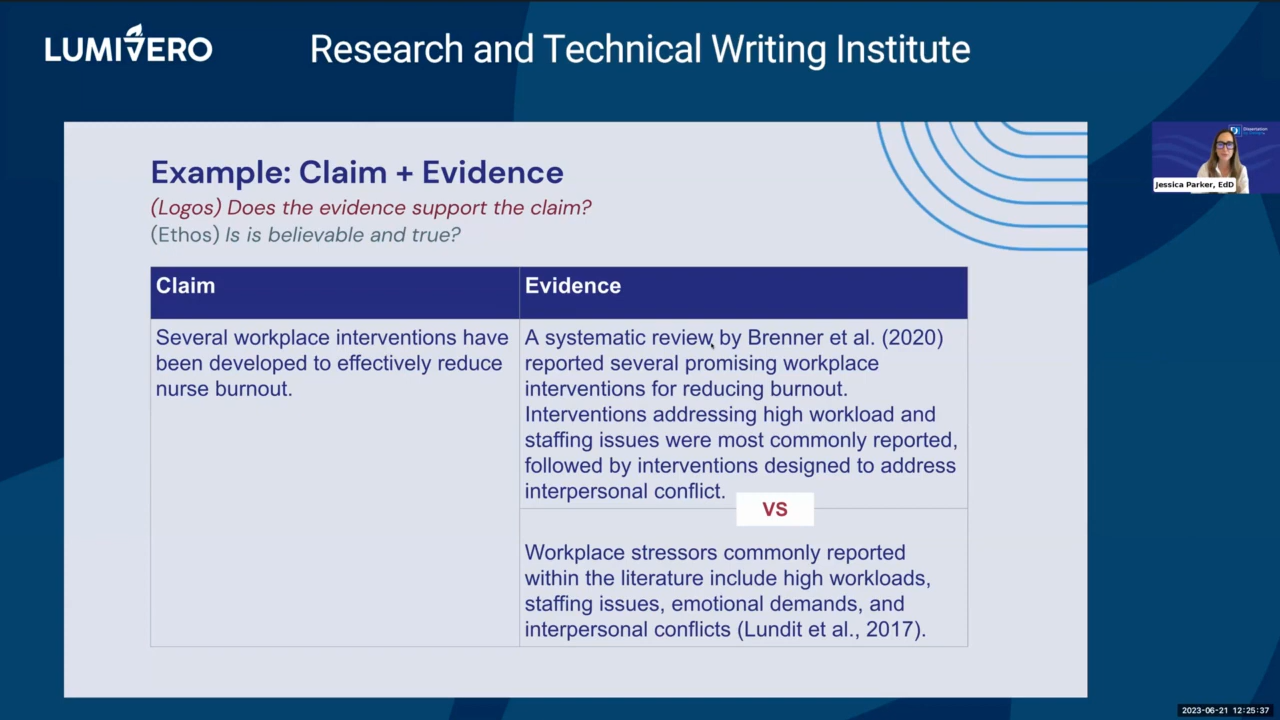 LUMIVERO
Research and Technical Writing Institute
Example: Claim + Evidence
(Logos) Does the evidence support the claim?
(Ethos) Is is believable and true?
Claim
Evidence
Several workplace interventions have
been developed to effectively reduce
nurse burnout.
A systematic review by Brenner et al. (2020)
reported several promising workplace
interventions for reducing burnout.
Interventions addressing high workload and
staffing issues were most commonly reported,
followed by interventions designed to address
interpersonal conflict.
VS
Workplace stressors commonly reported
within the literature include high workloads,
staffing issues, emotional demands, and
interpersonal conflicts (Lundit et al., 2017).
Dissertation
Jessica Parker, EdD
2023-06-21 12:25:37